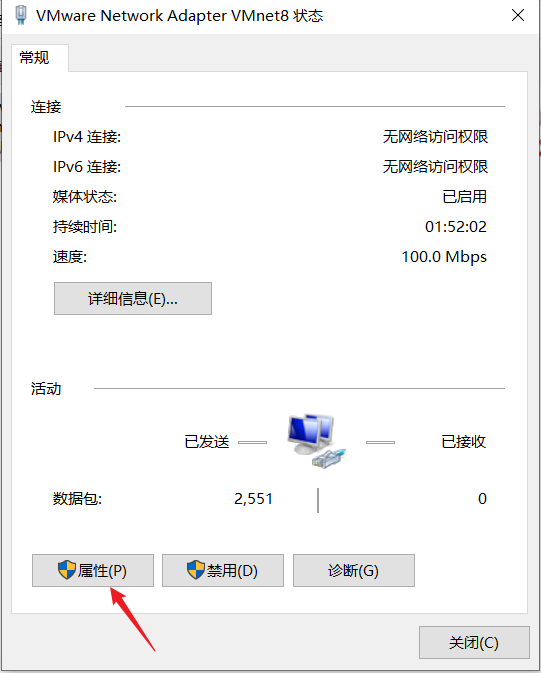 VMware Network Adapter VMnet8 状态
常规
连接
IPv4 连接: 无网络访问权限
IPv6 连接: 无网络访问权限
媒体状态: 已启用
持续时间: 01:52:02
速度: 100.0 Mbps
详细信息(E)...
活动
已发送 已接收
数据包: 2,551 0
属性(P) 禁用(D) 诊断(G)
关闭(C)